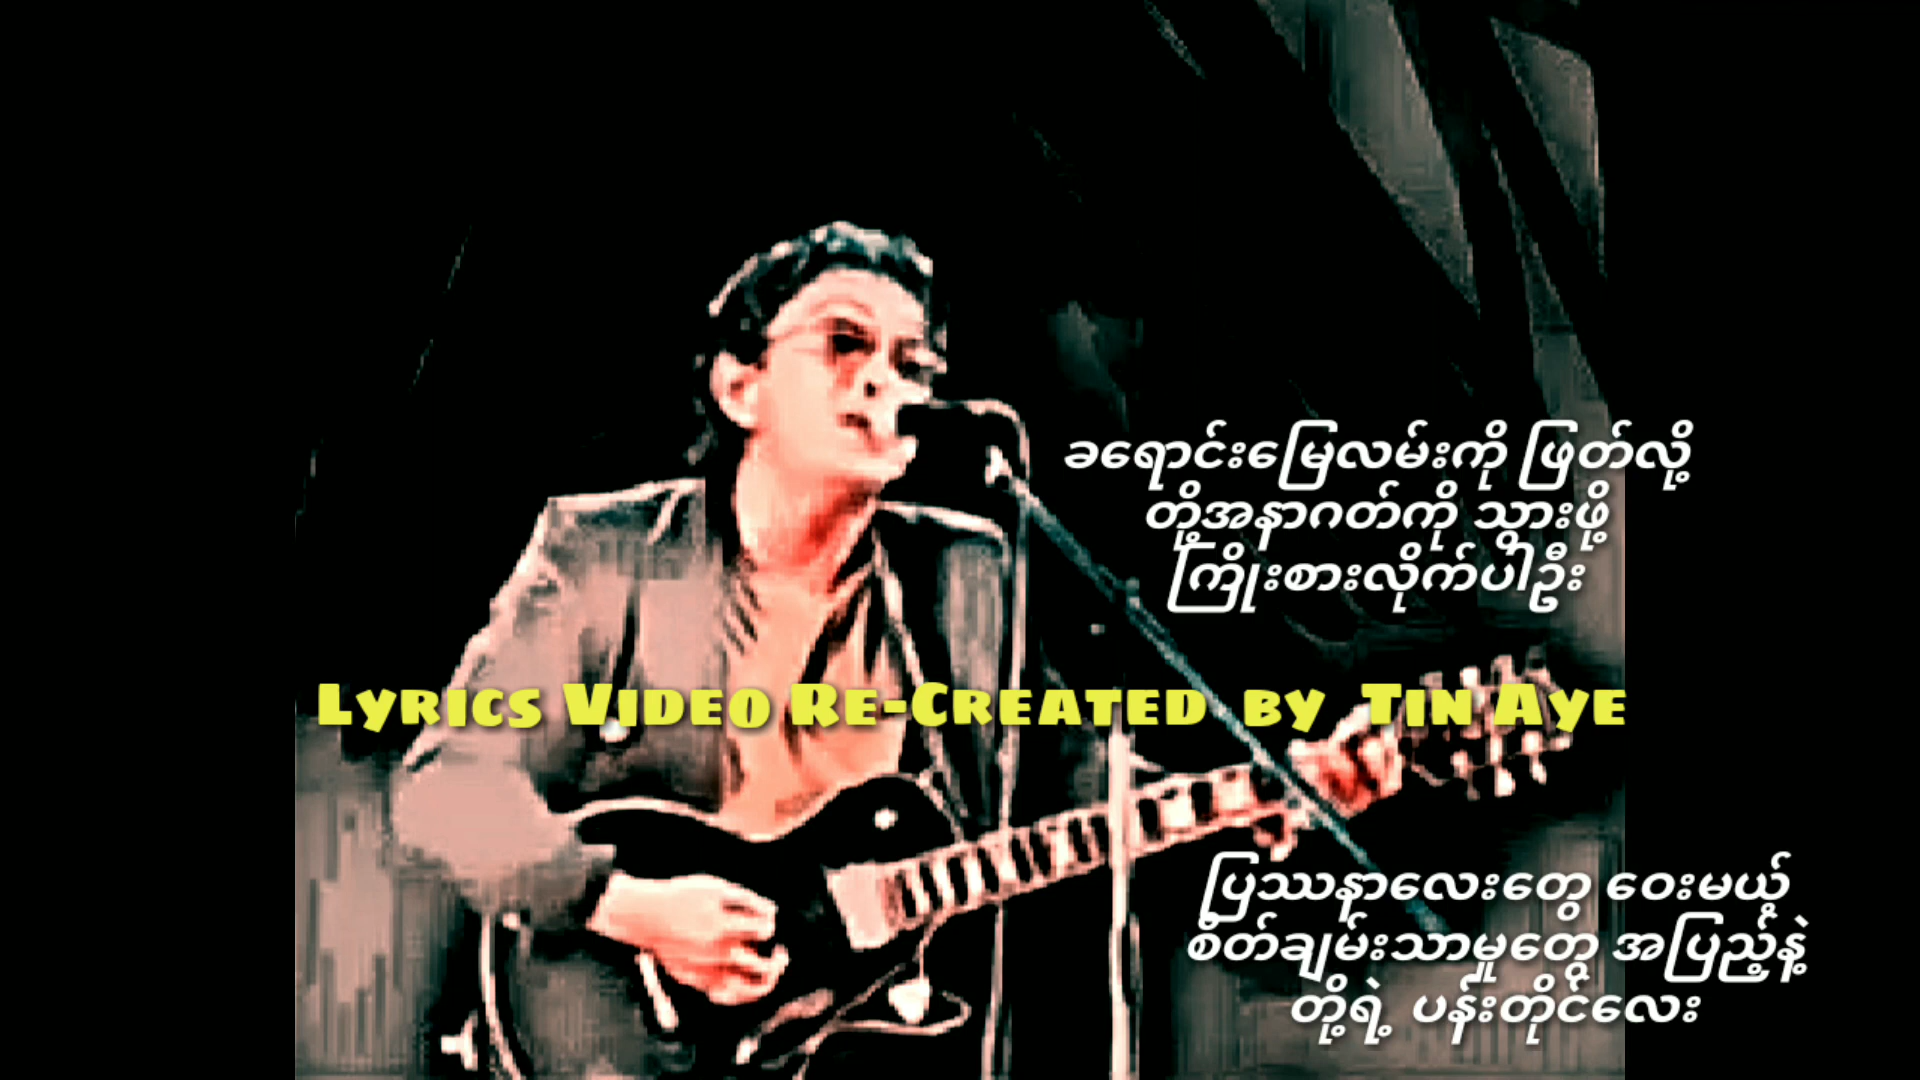 ခရောင်းမြေလမ်းကို ဖြတ်လို့
တို့အနာဂတ်ကို သွားဖို့
ကြိုးစားလိုက်ပါဦး
Lyrics Video Re-Created by Tin Aye
ပြဿနာလေးတွေ ဝေးမယ့်
စိတ်ချမ်းသာမှုတွေ အပြည့်နဲ့
တို့ရဲ့ ပန်းတိုင်လေး